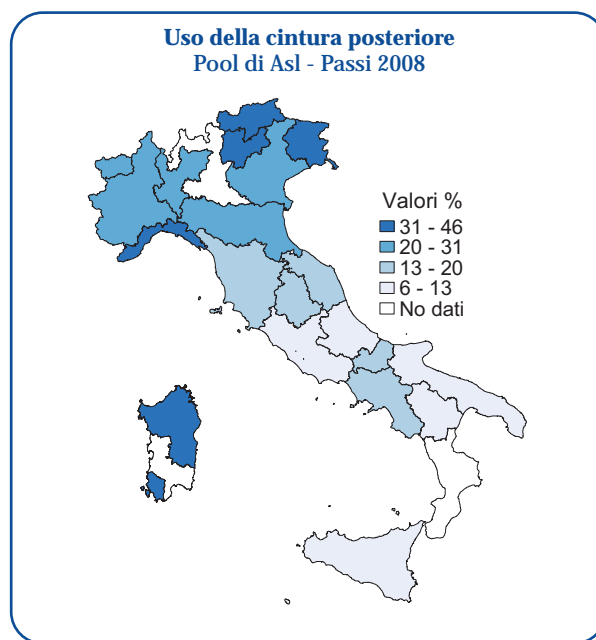 Uso della cintura posteriore
Pool di Asl - Passi 2008
Valori %
31 - 46
20 - 31
13 - 20
6 - 13
No dati